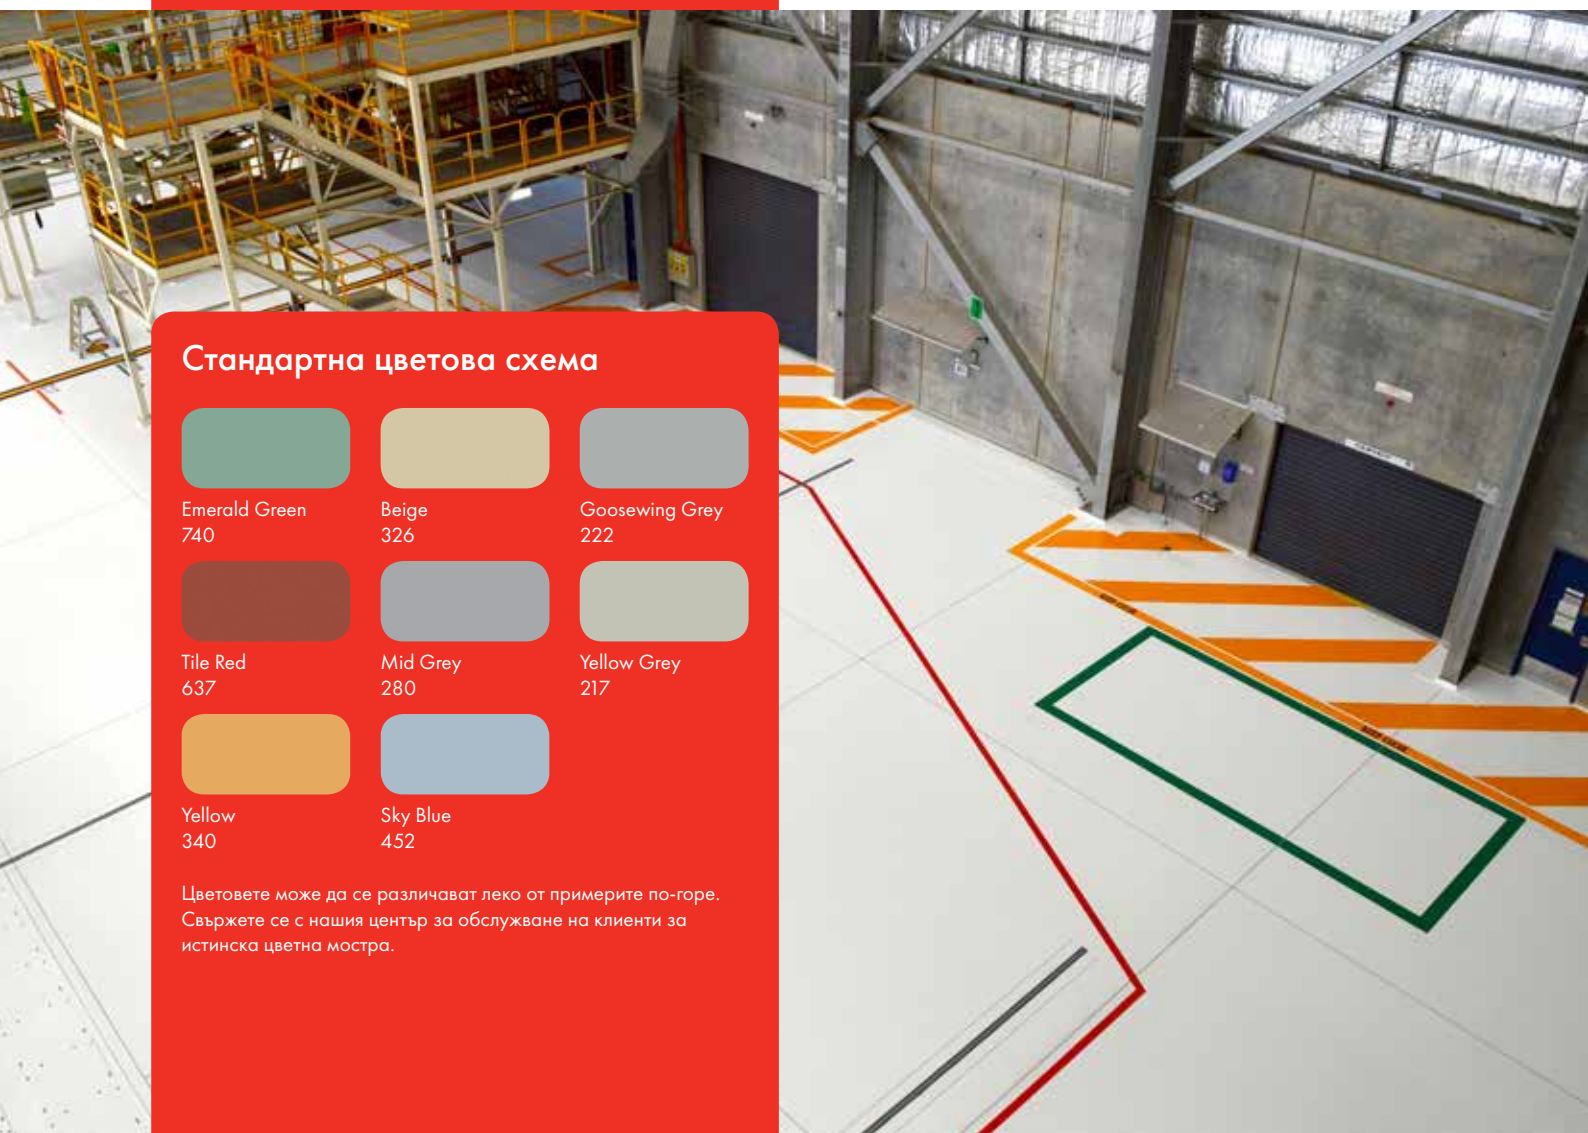 Стандартна цветова схема
Emerald Green
740
Beige
326
Goosewing Grey
222
Tile Red
637
Mid Grey
280
Yellow Grey
217
Yellow
340
Sky Blue
452
Цветовете може да се различават леко от примерите по-горе.
Свържете се с нашия център за обслужване на клиенти за
истинска цветна мостра.